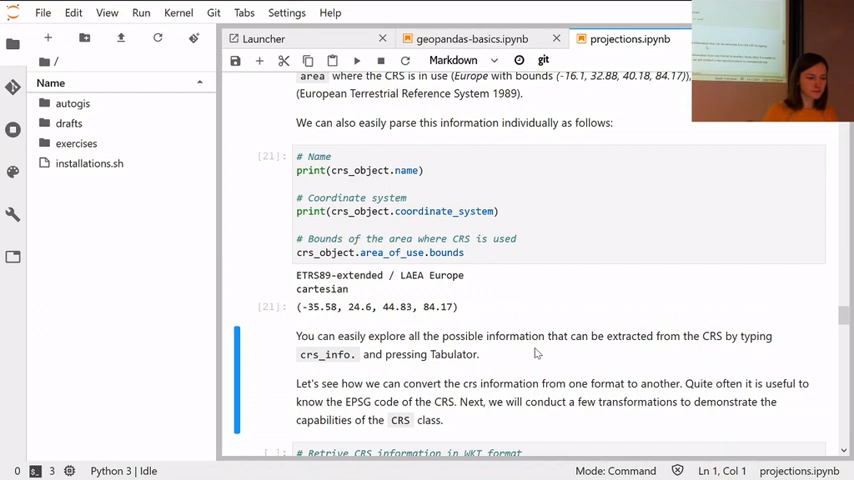 File Edit View Run Kernel Git Tabs Settings Help
Launcher
geopandas-basics.ipynb
projections.ipynb
Markdown
git
/
Name
autogis
drafts
exercises
installations.sh
area where the CRS is in use (Europe with bounds (-16.1, 32.88, 40.18, 84.17)),
(European Terrestrial Reference System 1989).
We can also easily parse this information individually as follows:
[21]:
# Name
print(crs_object.name)
# Coordinate system
print(crs_object.coordinate_system)
# Bounds of the area where CRS is used
crs_object.area_of_use.bounds
ETRS89-extended / LAEA Europe
cartesian
[21]: (-35.58, 24.6, 44.83, 84.17)
You can easily explore all the possible information that can be extracted from the CRS by typing
crs_info. and pressing Tabulator.
Let's see how we can convert the crs information from one format to another. Quite often it is useful to
know the EPSG code of the CRS. Next, we will conduct a few transformations to demonstrate the
capabilities of the CRS class.
[ ]: # Retrive CRS information in WKT format
0 3 Python 3 | Idle Mode: Command Ln 1, Col 1 projections.ipynb